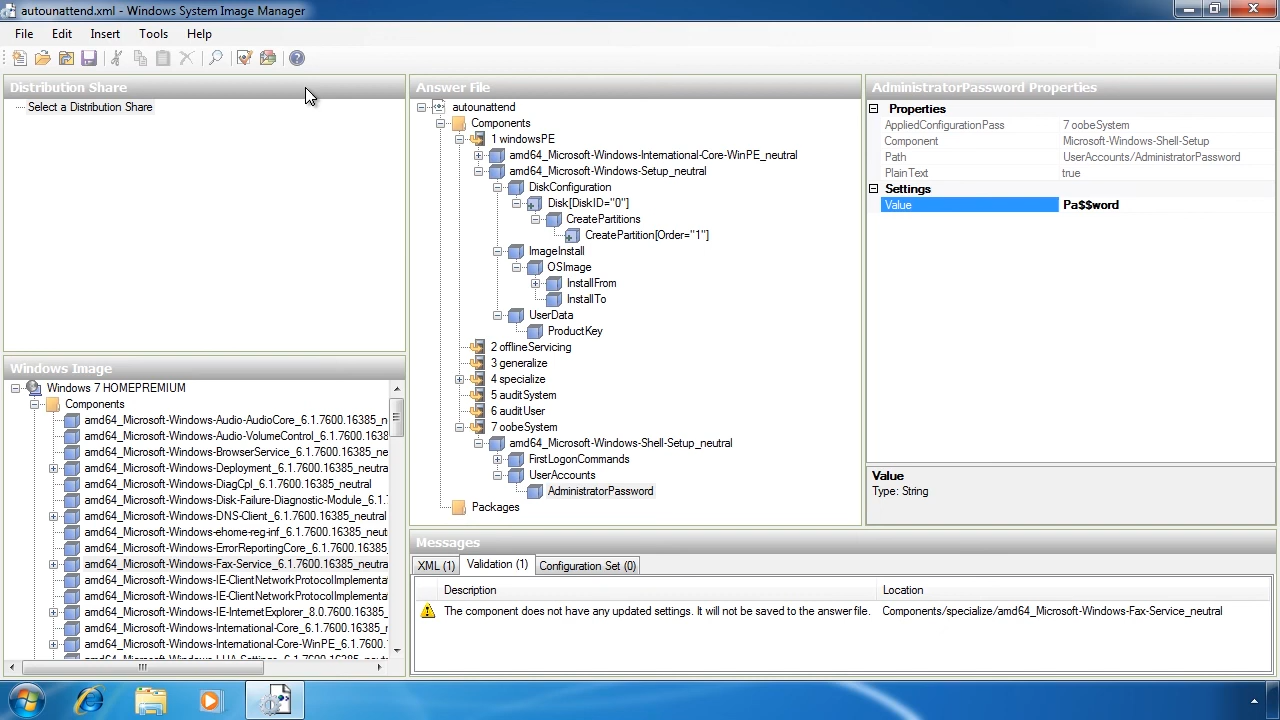 autounattend.xml - Windows System Image Manager
File Edit Insert Tools Help
Distribution Share
Select a Distribution Share
Windows Image
Windows 7 HOMEPREMIUM
Components
amd64_Microsoft-Windows-Audio-AudioCore_6.1.7600.16385_n
amd64_Microsoft-Windows-Audio-VolumeControl_6.1.7600.1638
amd64_Microsoft-Windows-BrowserService_6.1.7600.16385_neu
amd64_Microsoft-Windows-Deployment_6.1.7600.16385_neutra
amd64_Microsoft-Windows-DiagCpl_6.1.7600.16385_neutral
amd64_Microsoft-Windows-Disk-Failure-Diagnostic-Module_6.1.
amd64_Microsoft-Windows-DNS-Client_6.1.7600.16385_neutral
amd64_Microsoft-Windows-ehome-reg-inf_6.1.7600.16385_neut
amd64_Microsoft-Windows-ErrorReportingCore_6.1.7600.16385_
amd64_Microsoft-Windows-Fax-Service_6.1.7600.16385_neutra
amd64_Microsoft-Windows-IE-ClientNetworkProtocolImplementa
amd64_Microsoft-Windows-IE-ClientNetworkProtocolImplementa
amd64_Microsoft-Windows-IE-InternetExplorer_8.0.7600.16385_
amd64_Microsoft-Windows-International-Core_6.1.7600.16385_r
amd64_Microsoft-Windows-International-Core-WinPE_6.1.7600.
Answer File
autounattend
Components
1 windowsPE
amd64_Microsoft-Windows-International-Core-WinPE_neutral
amd64_Microsoft-Windows-Setup_neutral
DiskConfiguration
Disk[DiskID="0"]
CreatePartitions
CreatePartition[Order="1"]
ImageInstall
OSImage
InstallFrom
InstallTo
UserData
ProductKey
2 offlineServicing
3 generalize
4 specialize
5 auditSystem
6 auditUser
7 oobeSystem
amd64_Microsoft-Windows-Shell-Setup_neutral
FirstLogonCommands
UserAccounts
AdministratorPassword
Packages
AdministratorPassword Properties
Properties
AppliedConfigurationPass 7 oobeSystem
Component Microsoft-Windows-Shell-Setup
Path UserAccounts/AdministratorPassword
PlainText true
Settings
Value Pa$$word
Value
Type: String
Messages
XML (1) Validation (1) Configuration Set (0)
Description Location
The component does not have any updated settings. It will not be saved to the answer file. Components/specialize/amd64_Microsoft-Windows-Fax-Service_neutral